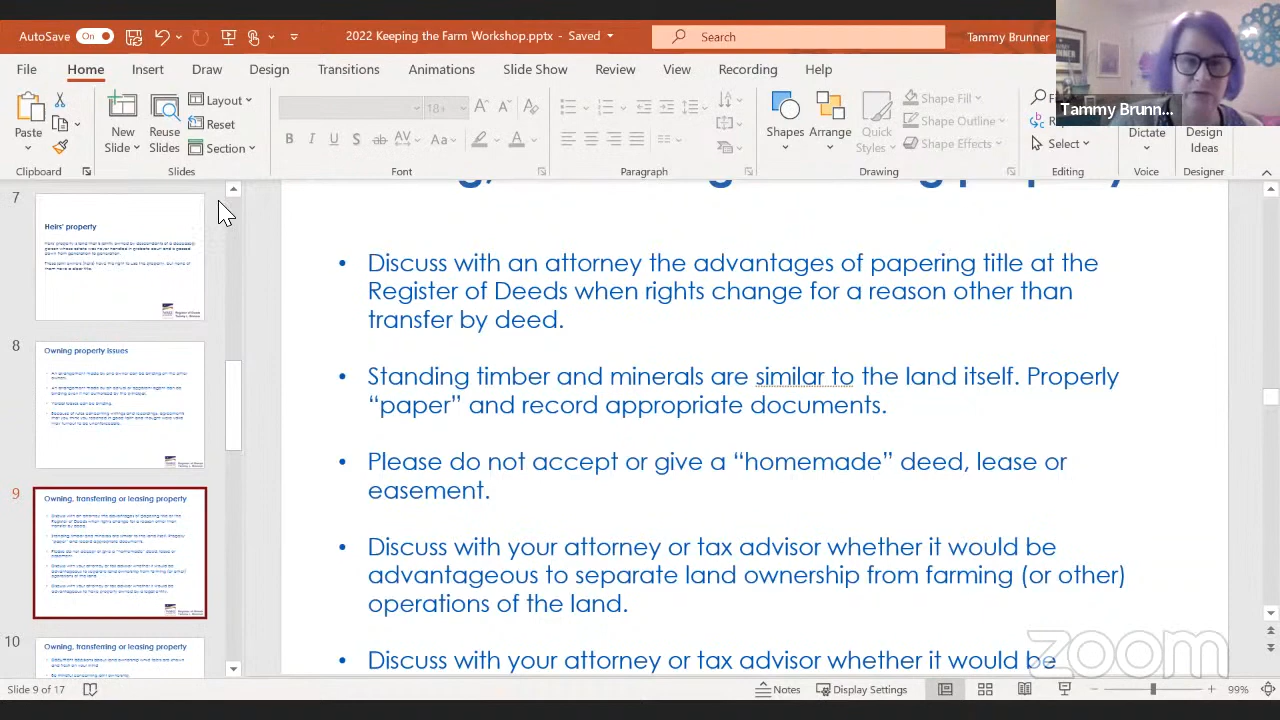 AutoSave On
2022 Keeping the Farm Workshop.pptx – Saved
Search
Tammy Brunner
File Home Insert Draw Design Transitions Animations Slide Show Review View Recording Help
Tammy Brunn...
Paste
New
Slide
Reuse
Slides
Layout
Reset
Section
18+
Shapes
Arrange
Quick
Styles
Shape Fill
Shape Outline
Shape Effects
Select
Dictate
Design
Ideas
Clipboard
Slides
Font
Paragraph
Drawing
Editing
Voice
Designer
7
Heirs' property
8
Owning property issues
9
Owning, transferring or leasing property
10
Owning, transferring or leasing property
• Discuss with an attorney the advantages of papering title at the
Register of Deeds when rights change for a reason other than
transfer by deed.
• Standing timber and minerals are similar to the land itself. Properly
“paper” and record appropriate documents.
• Please do not accept or give a “homemade” deed, lease or
easement.
• Discuss with your attorney or tax advisor whether it would be
advantageous to separate land ownership from farming (or other)
operations of the land.
• Discuss with your attorney or tax advisor whether it would be
zoom
Slide 9 of 17
Notes
Display Settings
99%